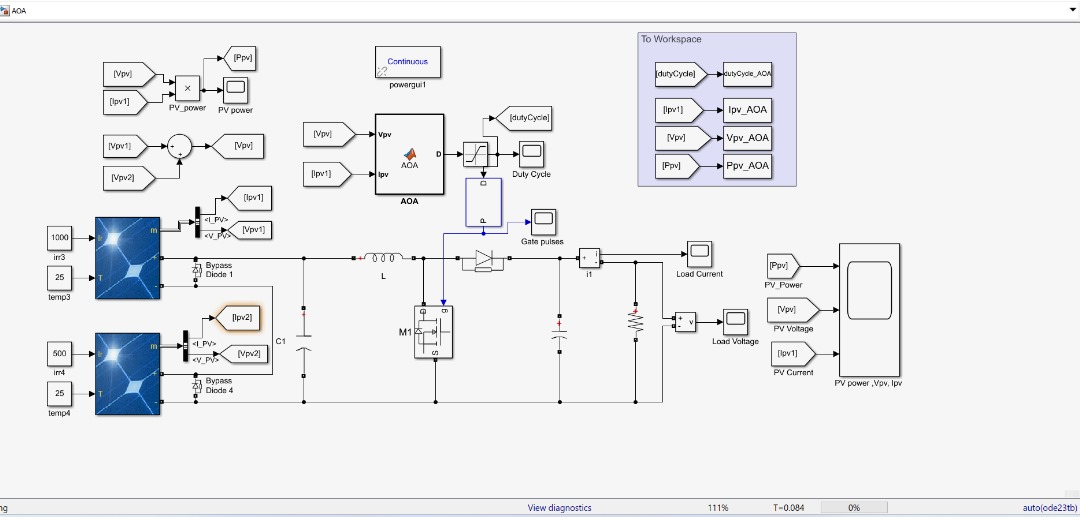 AOA
To Workspace
[Vpv]
[Ipv1]
×
PV_power
[Ppv]
PV power
Continuous
powergui1
[dutyCycle]
dutyCycle_AOA
[Ipv1]
Ipv_AOA
[Vpv]
Vpv_AOA
[Ppv]
Ppv_AOA
[Vpv1]
[Vpv2]
[Vpv]
[Vpv]
[Ipv1]
Vpv
Ipv
AOA
D
AOA
[dutyCycle]
Duty Cycle
D
P
Gate pulses
1000
irr3
25
temp3
m
T
<I_PV>
<V_PV>
[Ipv1]
[Vpv1]
Bypass
Diode 1
L
i1
Load Current
[Ppv]
PV_Power
[Vpv]
PV Voltage
[Ipv1]
PV Current
PV power ,Vpv, Ipv
500
irr4
25
temp4
m
T
<I_PV>
<V_PV>
[Ipv2]
[Vpv2]
Bypass
Diode 4
C1
M1
g
D
S
v
Load Voltage
ng
View diagnostics
111%
T=0.084
0%
auto(ode23tb)